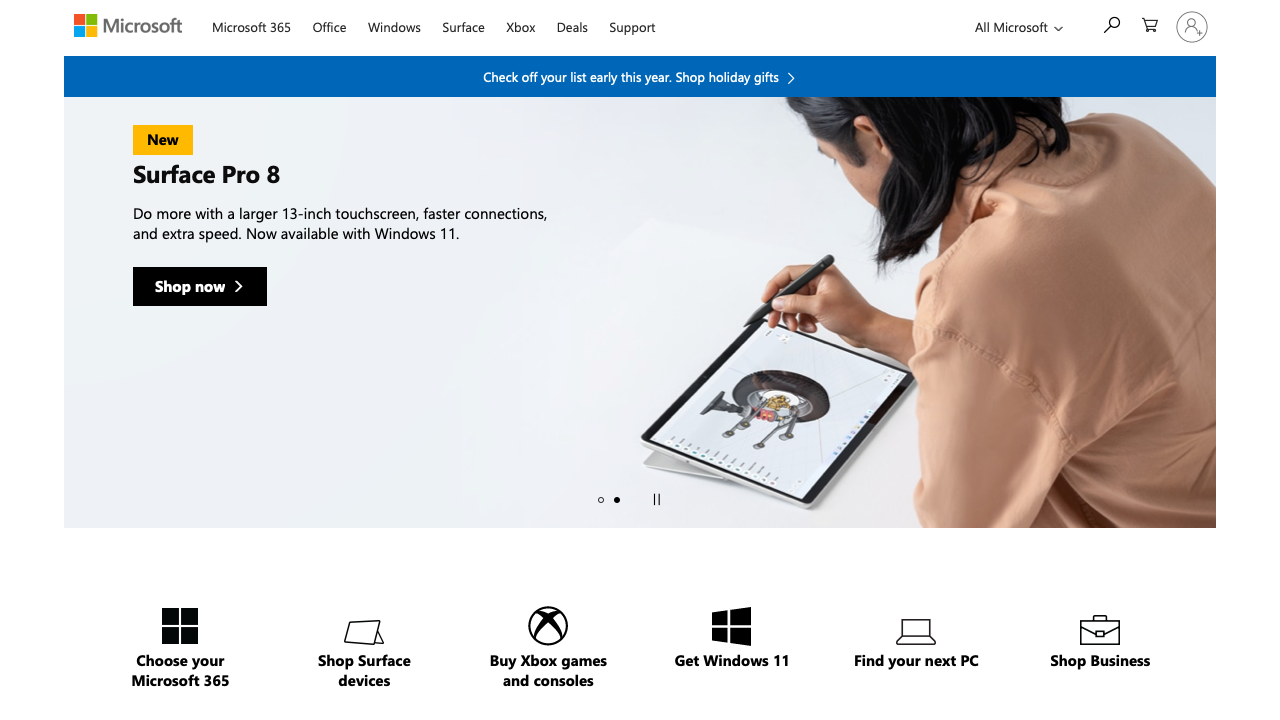 Microsoft
Microsoft 365
Office
Windows
Surface
Xbox
Deals
Support
All Microsoft
Check off your list early this year. Shop holiday gifts
New
Surface Pro 8
Do more with a larger 13-inch touchscreen, faster connections,
and extra speed. Now available with Windows 11.
Shop now
Choose your
Microsoft 365
Shop Surface
devices
Buy Xbox games
and consoles
Get Windows 11
Find your next PC
Shop Business